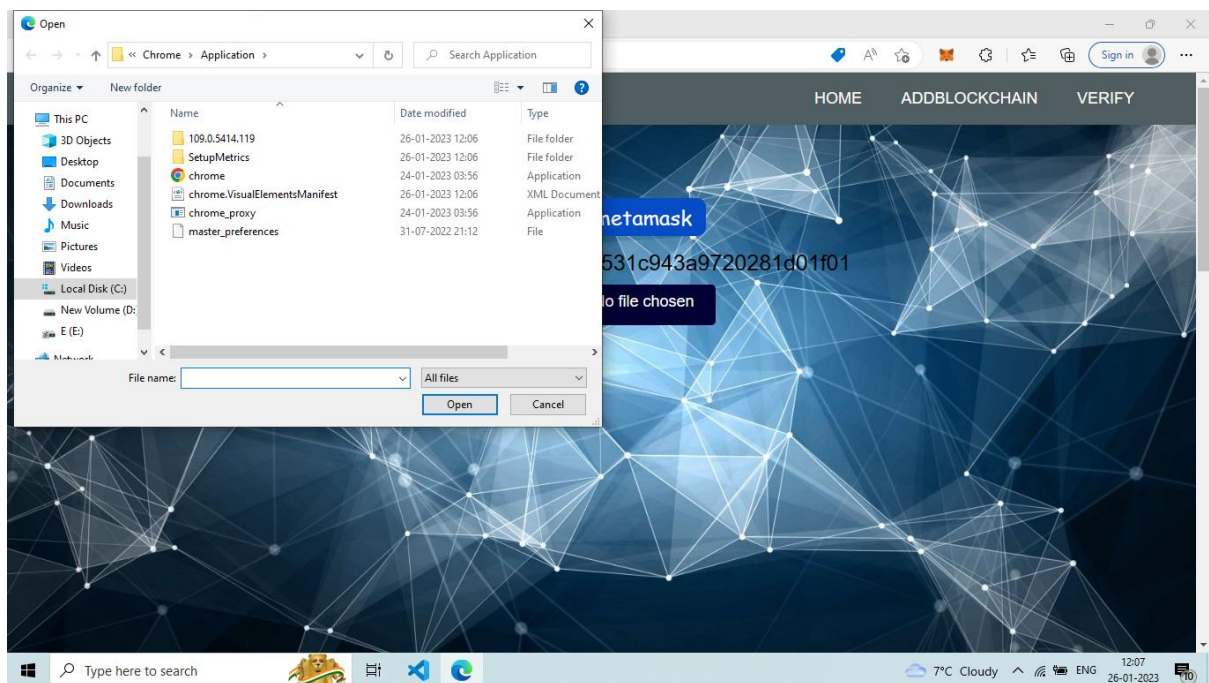 Open
« Chrome › Application ›
Search Application
Sign in
Organize
New folder
HOME
ADDBLOCKCHAIN
VERIFY
This PC
3D Objects
Desktop
Documents
Downloads
Music
Pictures
Videos
Local Disk (C:)
New Volume (D:
E (E:)
Network
Name Date modified Type
109.0.5414.119 26-01-2023 12:06 File folder
SetupMetrics 26-01-2023 12:06 File folder
chrome 24-01-2023 03:56 Application
chrome.VisualElementsManifest 26-01-2023 12:06 XML Document
chrome_proxy 24-01-2023 03:56 Application
master_preferences 31-07-2022 21:12 File
File name:
All files
Open
Cancel
netamask
531c943a9720281d01f01
lo file chosen
Type here to search
7°C Cloudy
ENG
12:07
26-01-2023
10